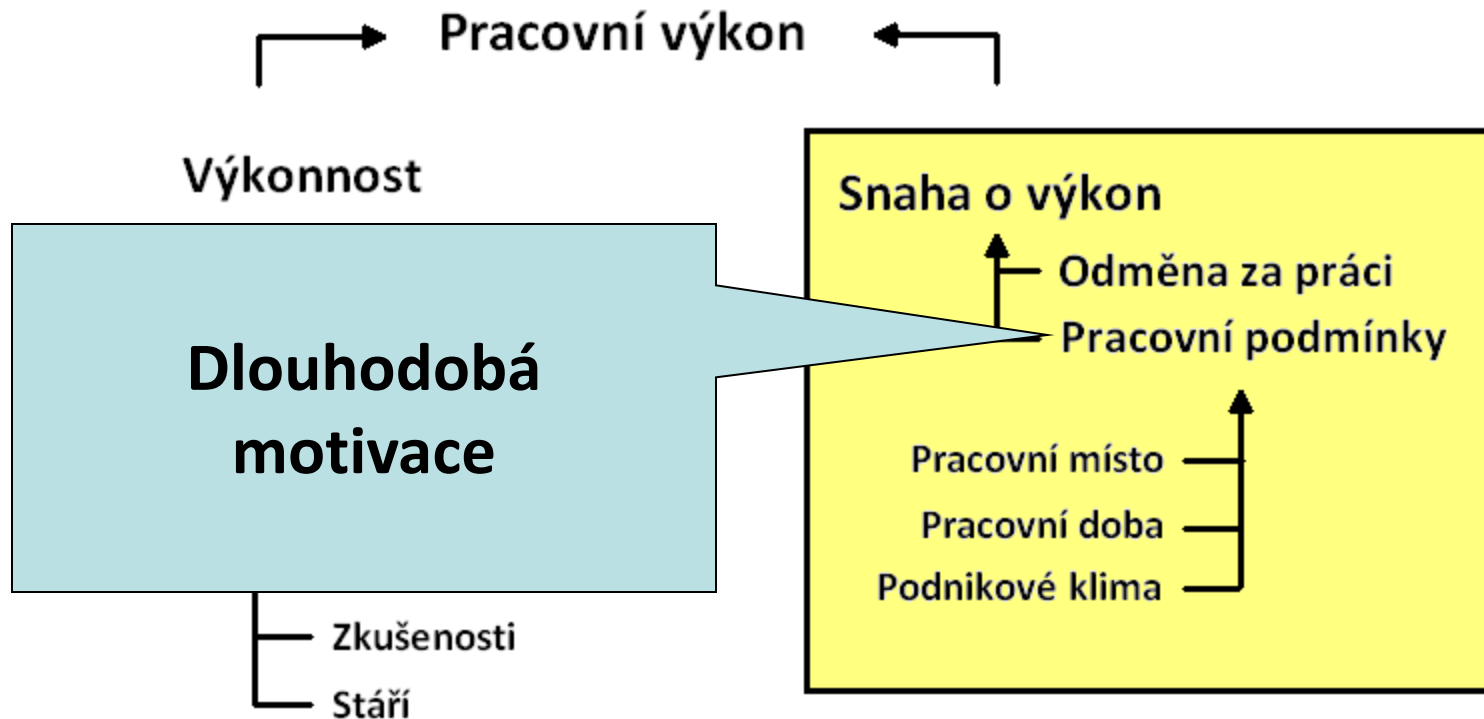 Pracovní výkon
Výkonnost
Dlouhodobá
motivace
Zkušenosti
Stáří
Snaha o výkon
Odměna za práci
Pracovní podmínky
Pracovní místo
Pracovní doba
Podnikové klima